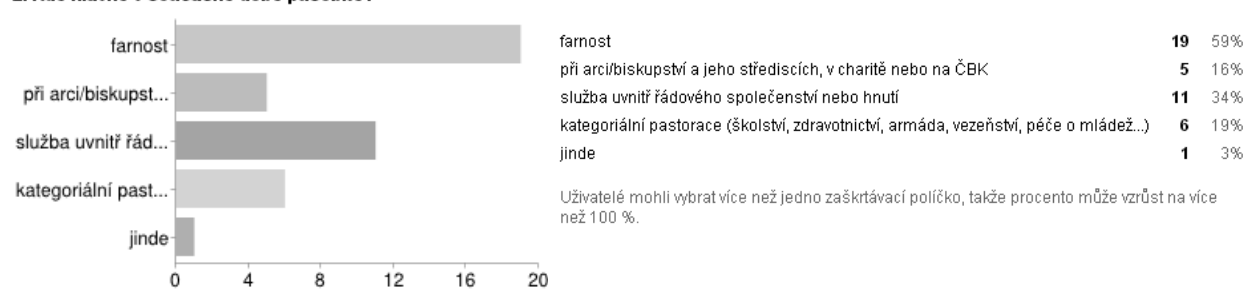 farnost
při arci/biskupst...
služba uvnitř řád...
kategoriální past...
jinde
0 4 8 12 16 20
farnost 19 59%
při arci/biskupství a jeho střediscích, v charitě nebo na ČBK 5 16%
služba uvnitř řádového společenství nebo hnutí 11 34%
kategoriální pastorace (školství, zdravotnictví, armáda, vezeňství, péče o mládež...) 6 19%
jinde 1 3%
Uživatelé mohli vybrat více než jedno zaškrtávací políčko, takže procento může vzrůst na více
než 100 %.